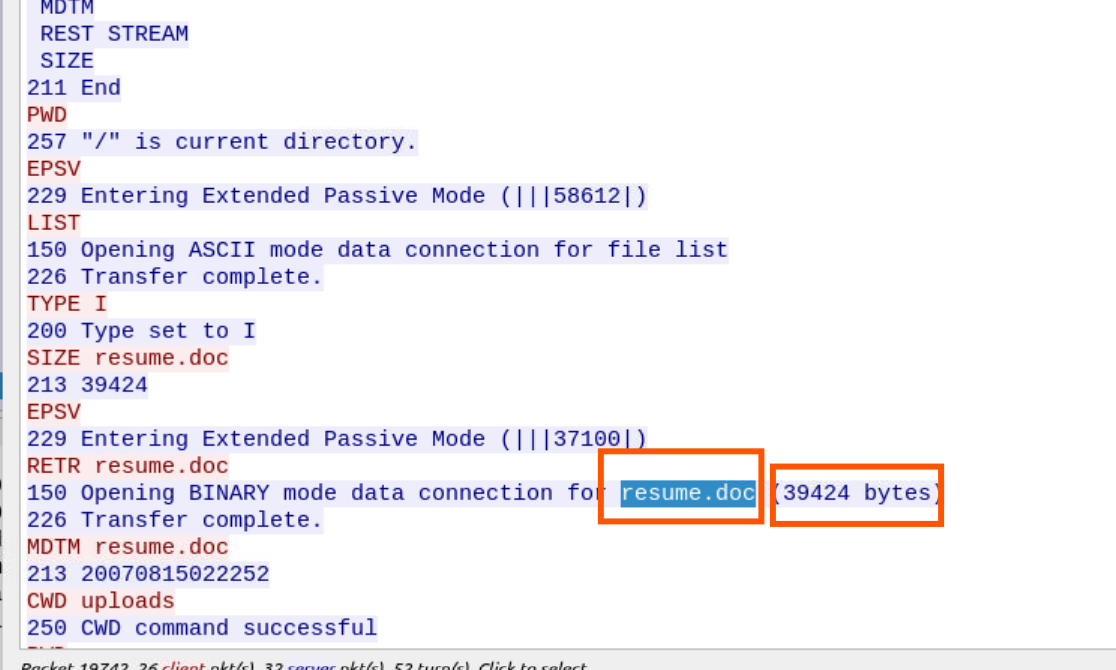 MDTM
REST STREAM
SIZE
211 End
PWD
257 "/" is current directory.
EPSV
229 Entering Extended Passive Mode (|||58612|)
LIST
150 Opening ASCII mode data connection for file list
226 Transfer complete.
TYPE I
200 Type set to I
SIZE resume.doc
213 39424
EPSV
229 Entering Extended Passive Mode (|||37100|)
RETR resume.doc
150 Opening BINARY mode data connection for resume.doc (39424 bytes)
226 Transfer complete.
MDTM resume.doc
213 20070815022252
CWD uploads
250 CWD command successful
Packet 19742. 26 client pkt(s), 32 server pkt(s), 52 turn(s). Click to select.